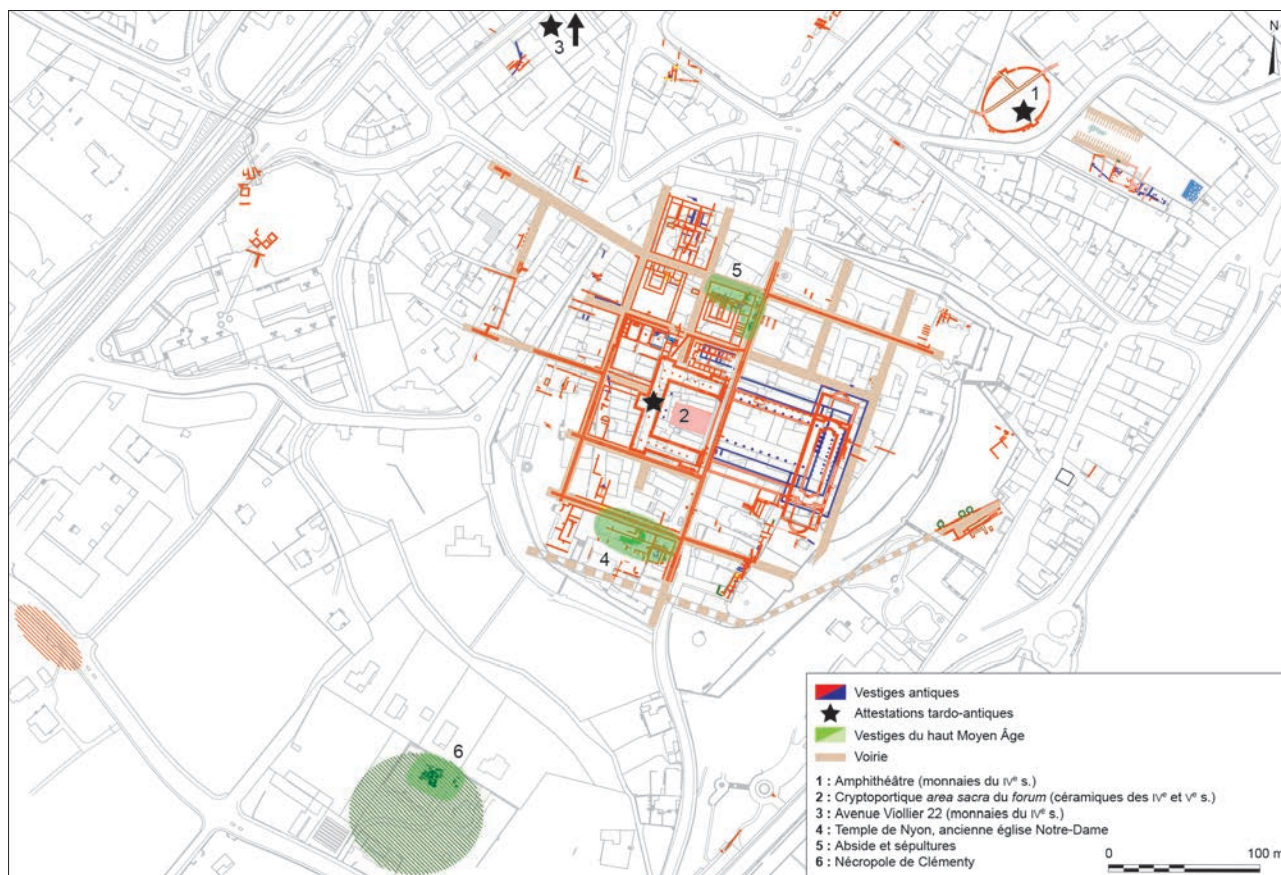 3
N
1
5
2
4
6
Vestiges antiques
Attestations tardo-antiques
Vestiges du haut Moyen Âge
Voirie
1 : Amphithéâtre (monnaies du IVe s.)
2 : Cryptoportique area sacra du forum (céramiques des IVe et Ve s.)
3 : Avenue Viollier 22 (monnaies du IVe s.)
4 : Temple de Nyon, ancienne église Notre-Dame
5 : Abside et sépultures
6 : Nécropole de Clémenty
0 100 m